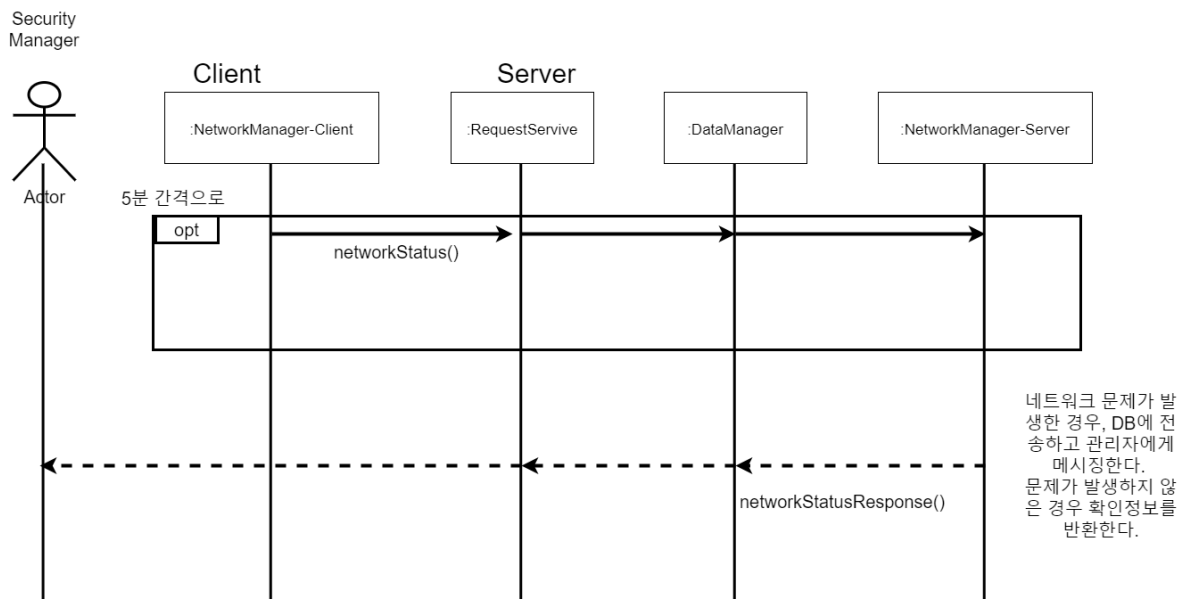 Security
Manager
Client
Server
:NetworkManager-Client
:RequestServive
:DataManager
:NetworkManager-Server
Actor
5분 간격으로
opt
networkStatus()
네트워크 문제가 발
생한 경우, DB에 전
송하고 관리자에게
메시징한다.
문제가 발생하지 않
은 경우 확인정보를
반환한다.
networkStatusResponse()